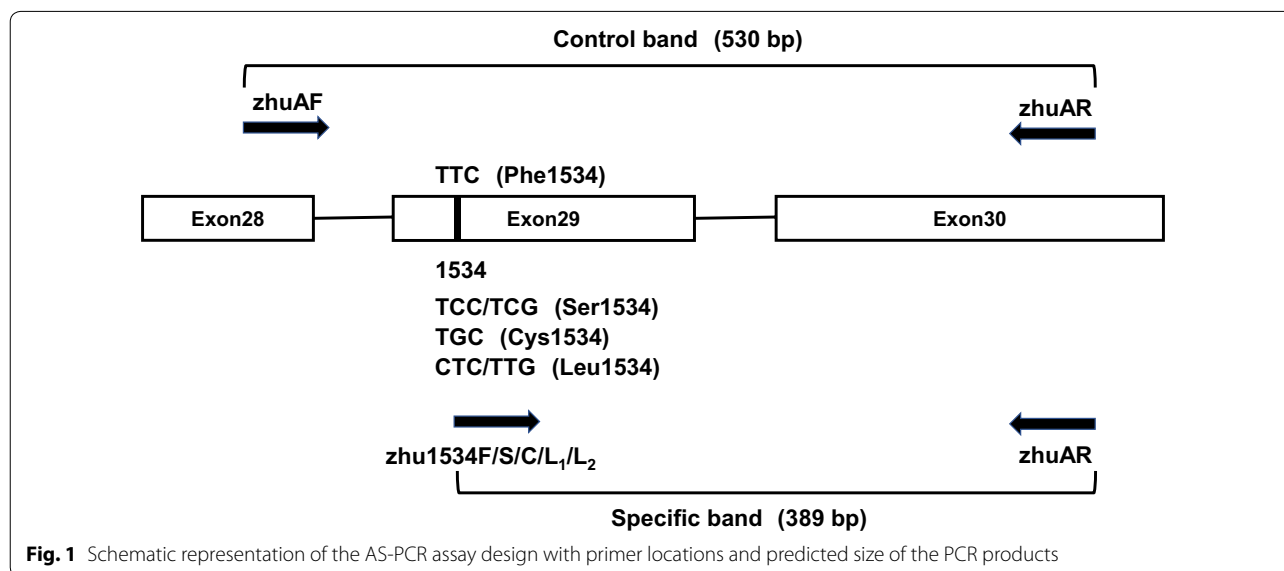 Control band (530 bp)
zhuAF zhuAR
TTC (Phe1534)
Exon28 Exon29 Exon30
1534
TCC/TCG (Ser1534)
TGC (Cys1534)
CTC/TTG (Leu1534)
zhu1534F/S/C/L₁/L₂ zhuAR
Specific band (389 bp)
Fig. 1 Schematic representation of the AS-PCR assay design with primer locations and predicted size of the PCR products